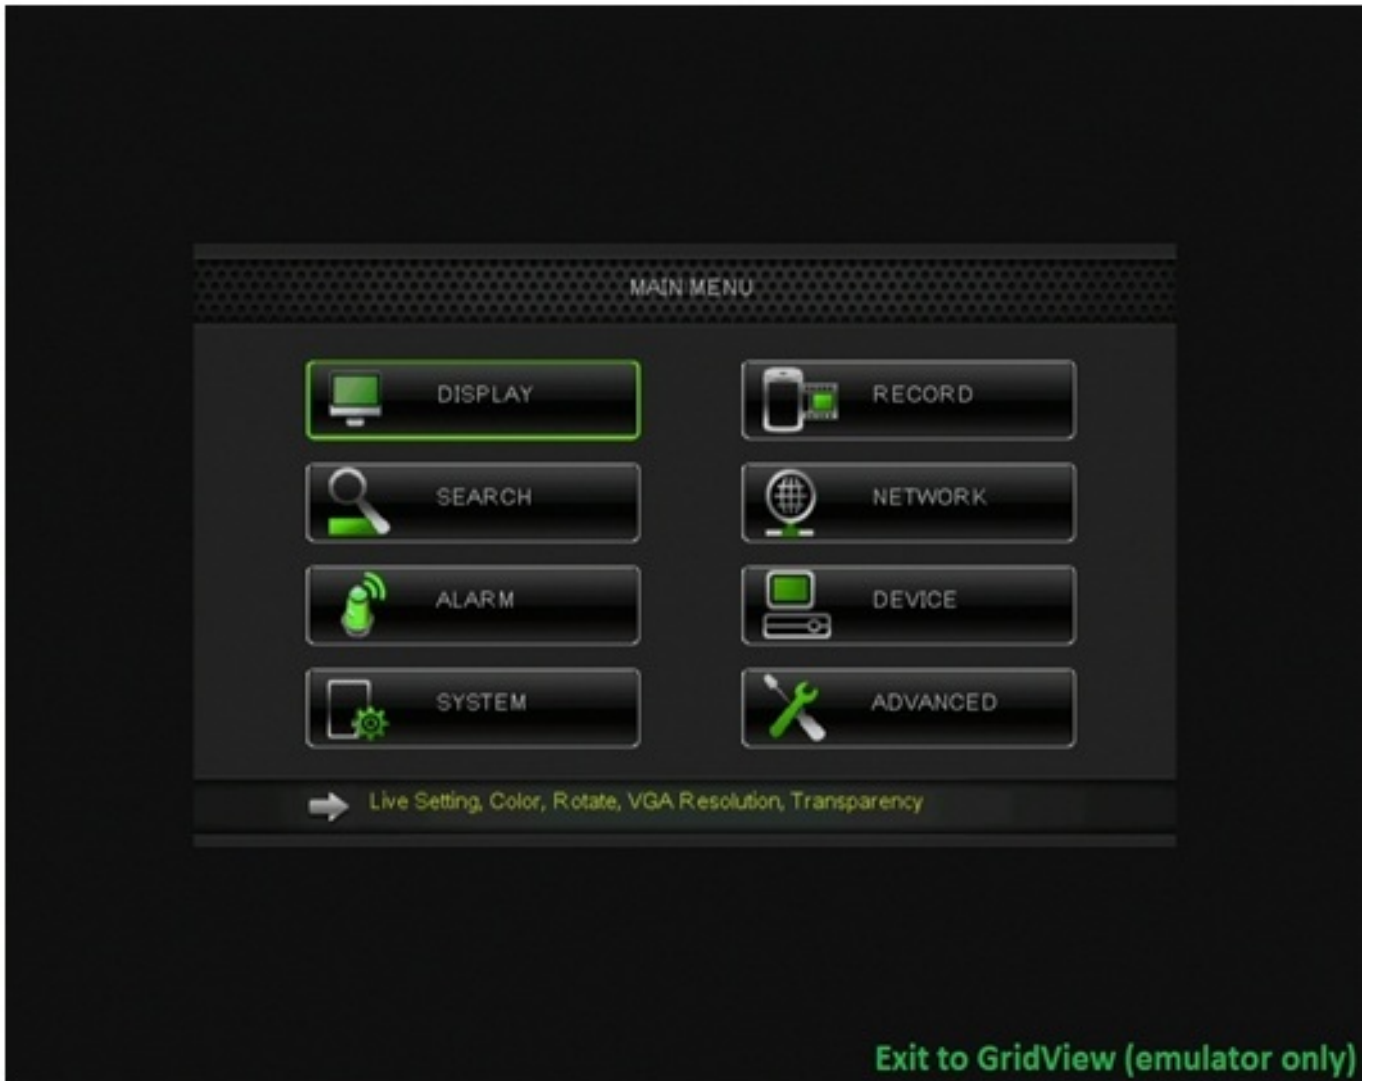 MAIN MENU
DISPLAY
RECORD
SEARCH
NETWORK
ALARM
DEVICE
SYSTEM
ADVANCED
Live Setting, Color, Rotate, VGA Resolution, Transparency
Exit to GridView (emulator only)